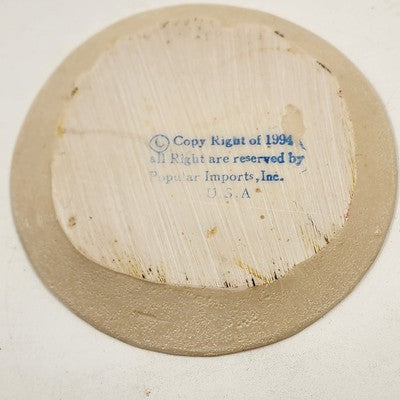 © Copy Right of 1994
all Right are reserved by
Popular Imports, Inc.
U.S.A